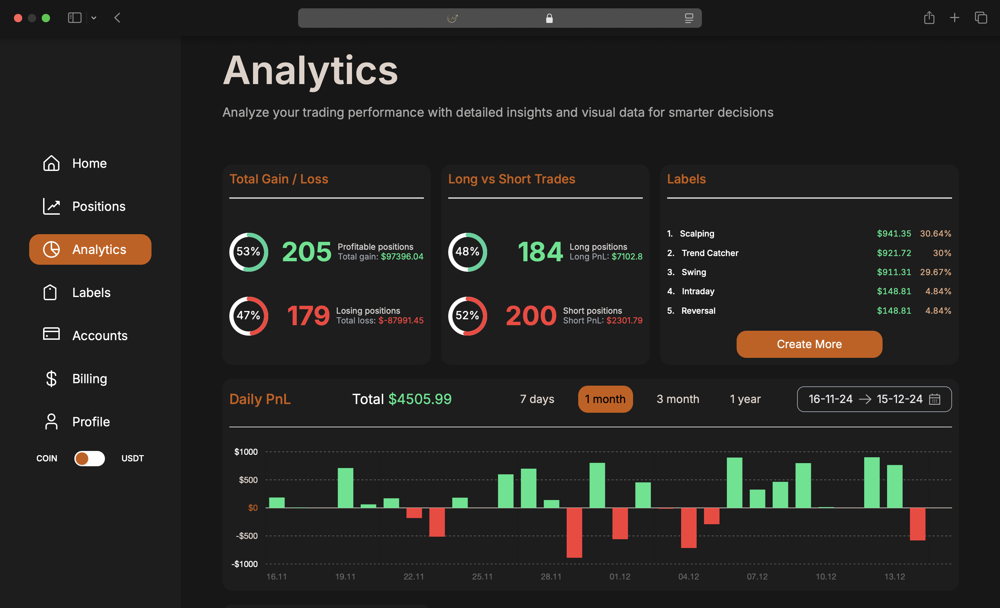 Analytics
Analyze your trading performance with detailed insights and visual data for smarter decisions
Home
Positions
Analytics
Labels
Accounts
Billing
Profile
COIN USDT
Total Gain / Loss
53% 205 Profitable positions
Total gain: $97396.04
47% 179 Losing positions
Total loss: $-87991.45
Long vs Short Trades
48% 184 Long positions
Long PnL: $7102.8
52% 200 Short positions
Short PnL: $2301.79
Labels
1. Scalping $941.35 30.64%
2. Trend Catcher $921.72 30%
3. Swing $911.31 29.67%
4. Intraday $148.81 4.84%
5. Reversal $148.81 4.84%
Create More
Daily PnL Total $4505.99 7 days 1 month 3 month 1 year 16-11-24 → 15-12-24
$1000
$500
$0
-$500
-$1000
16.11 19.11 22.11 25.11 28.11 01.12 04.12 07.12 10.12 13.12